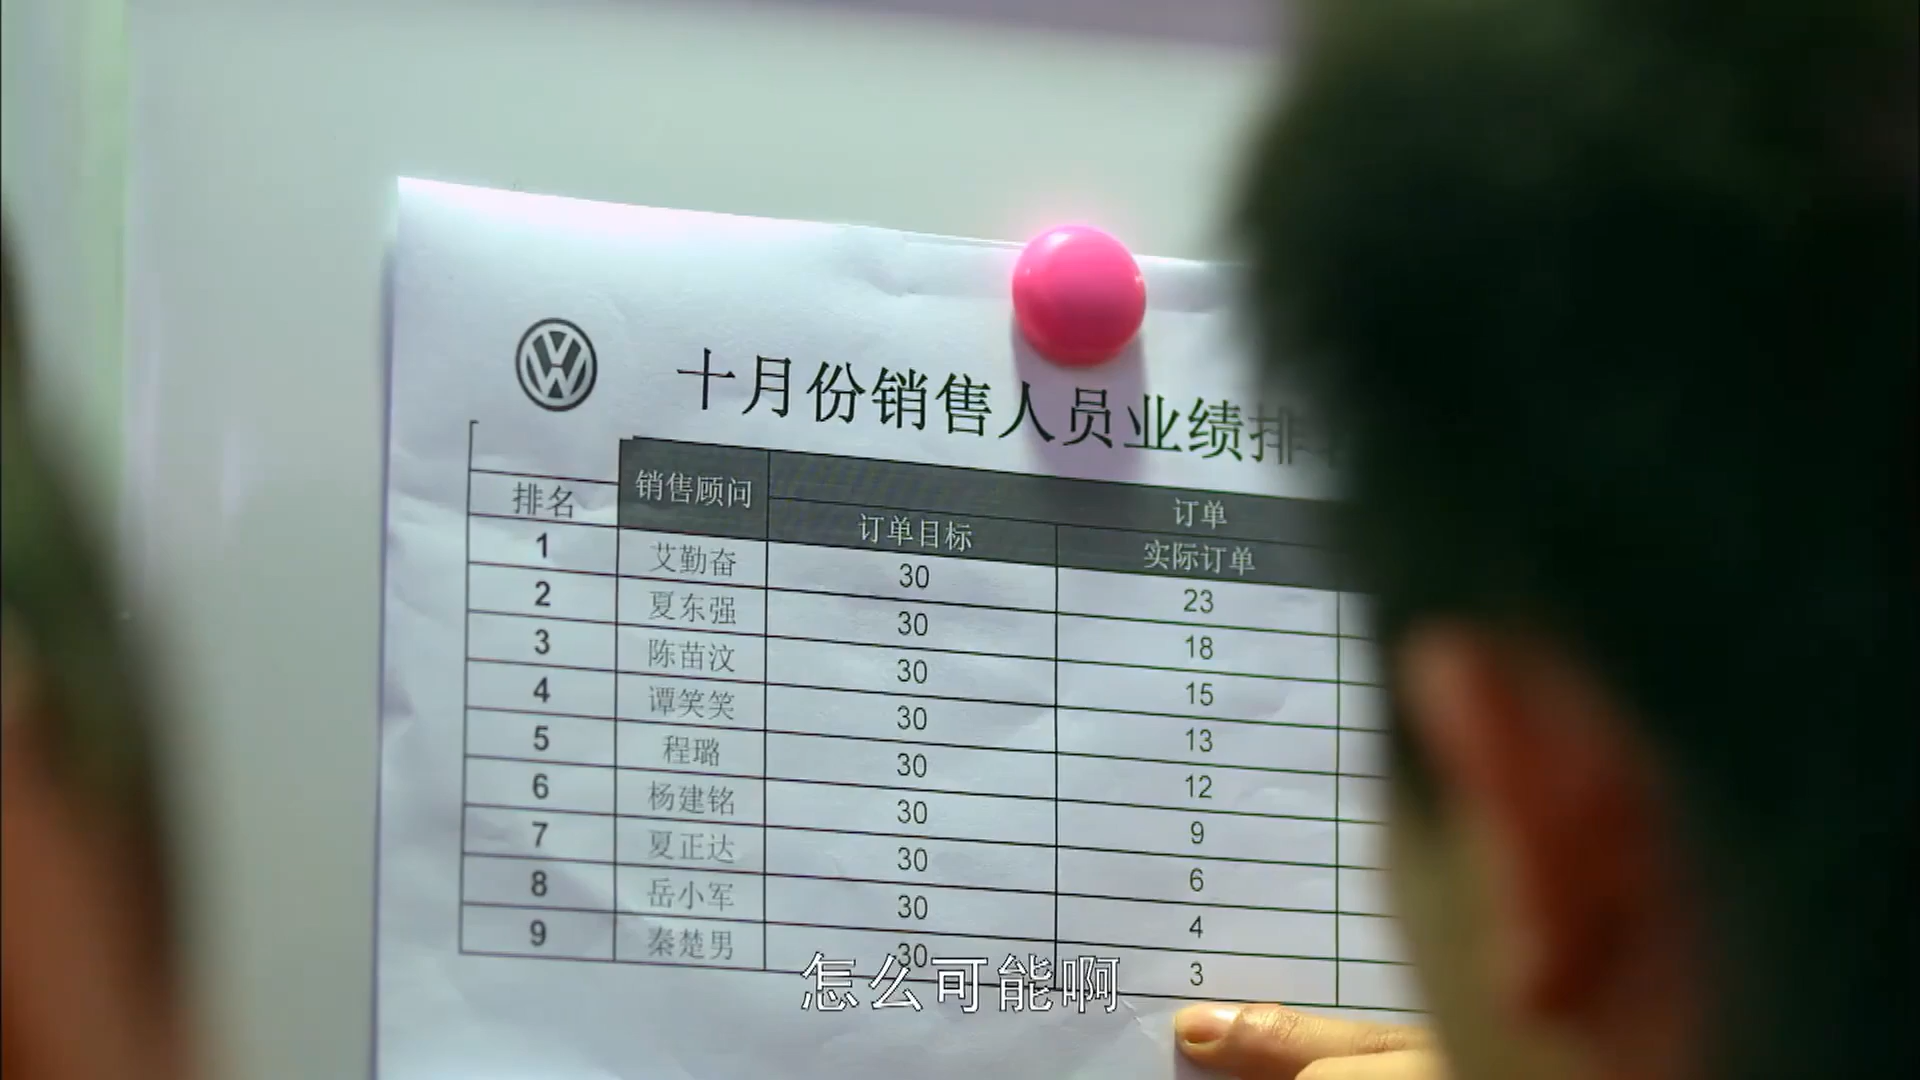 十月份销售人员业绩排
排名 销售顾问 订单
订单目标 实际订单
1 艾勤奋 30 23
2 夏东强 30 18
3 陈苗汶 30 15
4 谭笑笑 30 13
5 程璐 30 12
6 杨建铭 30 9
7 夏正达 30 6
8 岳小军 30 4
9 秦楚男 30 3
怎么可能啊